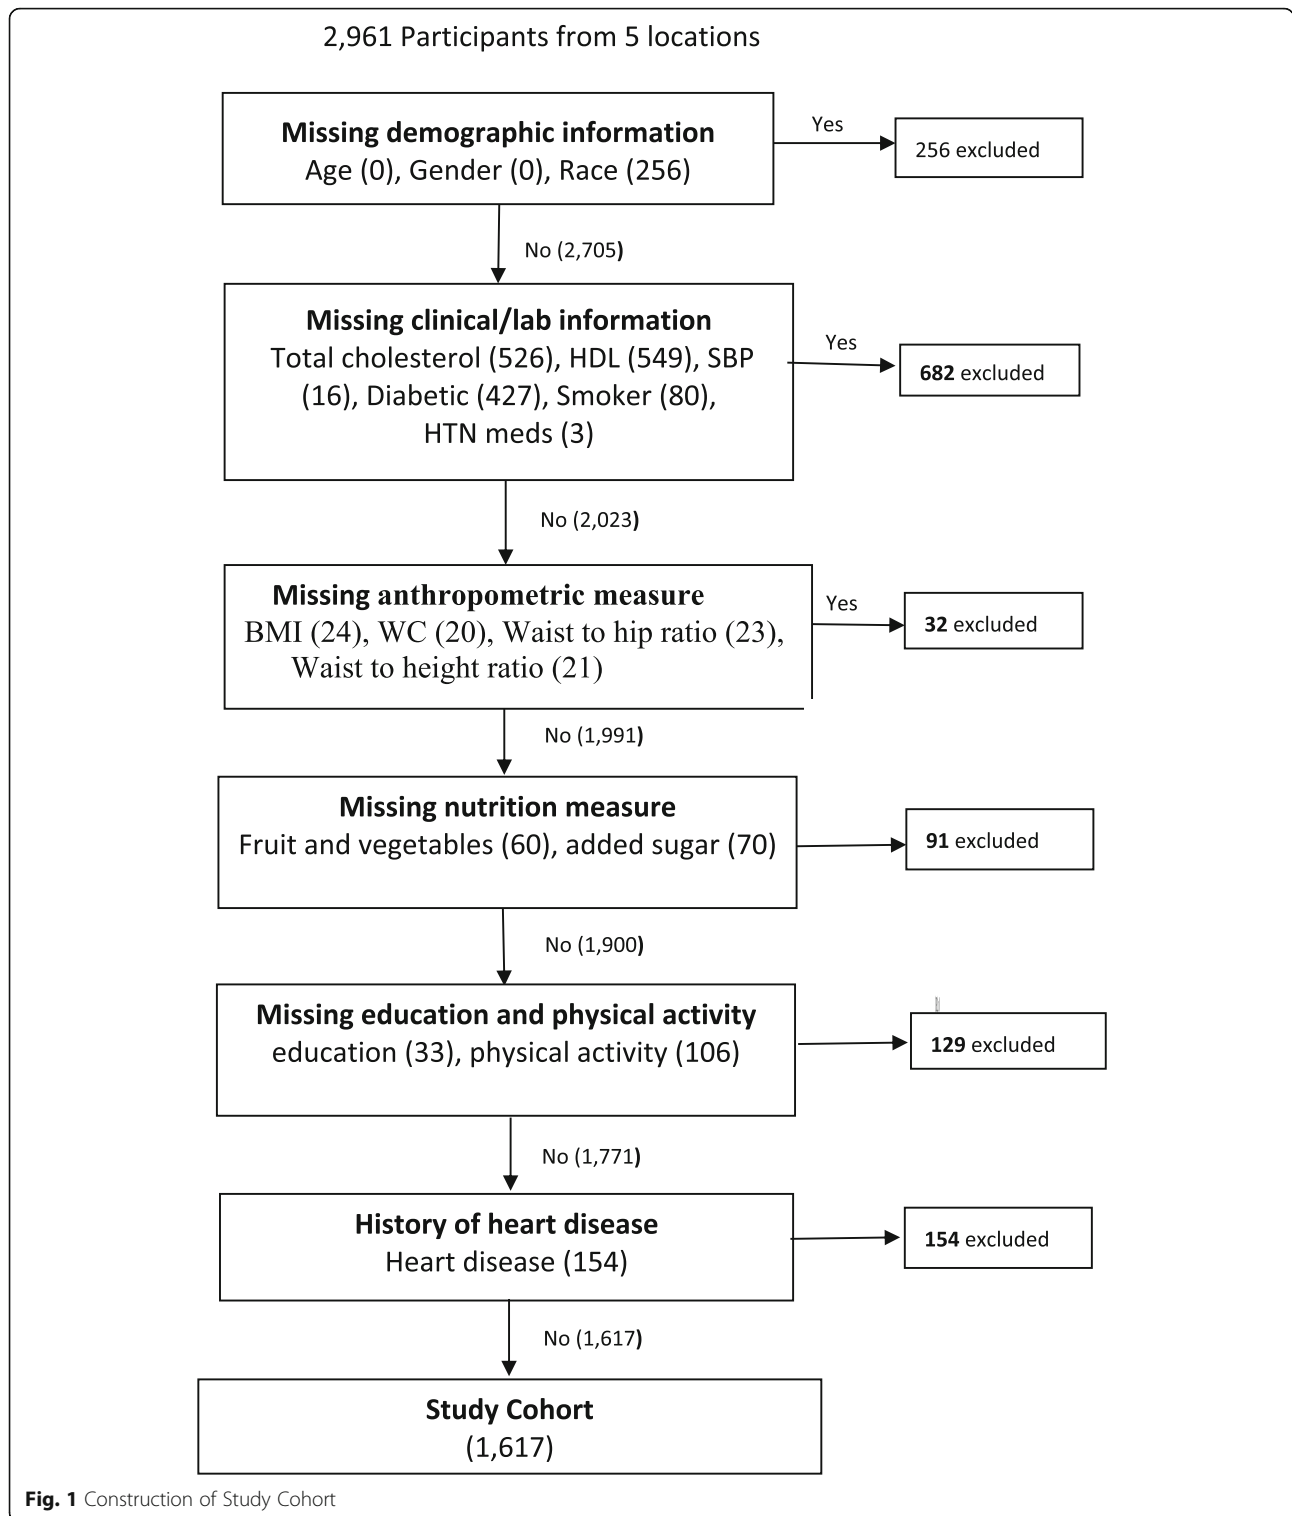 2,961 Participants from 5 locations
Missing demographic information
Age (0), Gender (0), Race (256)
Yes
256 excluded
No (2,705)
Missing clinical/lab information
Total cholesterol (526), HDL (549), SBP
(16), Diabetic (427), Smoker (80),
HTN meds (3)
Yes
682 excluded
No (2,023)
Missing anthropometric measure
BMI (24), WC (20), Waist to hip ratio (23),
Waist to height ratio (21)
Yes
32 excluded
No (1,991)
Missing nutrition measure
Fruit and vegetables (60), added sugar (70)
91 excluded
No (1,900)
Missing education and physical activity
education (33), physical activity (106)
129 excluded
No (1,771)
History of heart disease
Heart disease (154)
154 excluded
No (1,617)
Study Cohort
(1,617)
Fig. 1 Construction of Study Cohort